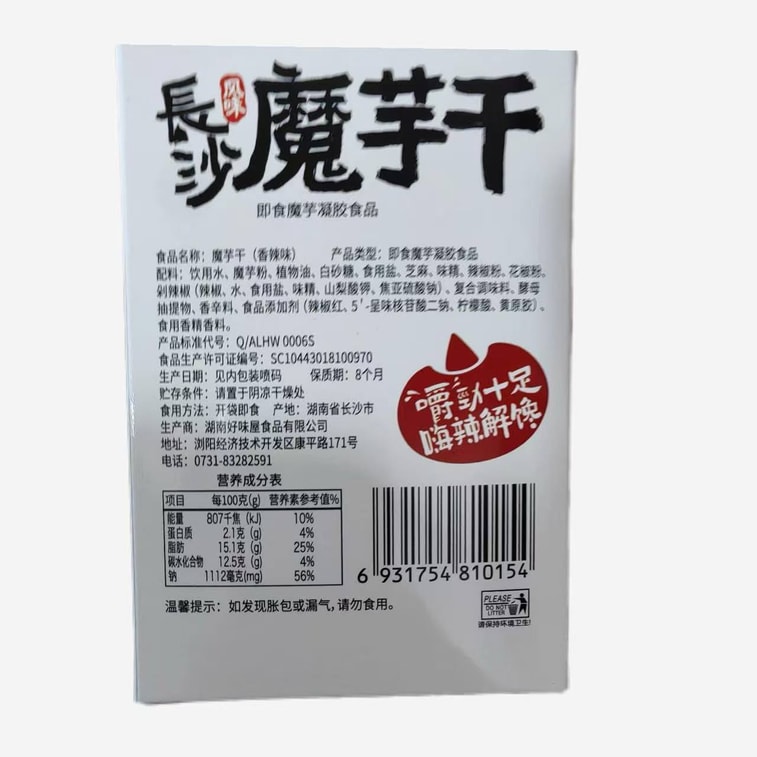 長沙
风味
魔芋干
即食魔芋凝胶食品
食品名称：魔芋干（香辣味） 产品类型：即食魔芋凝胶食品
配料：饮用水、魔芋粉、植物油、白砂糖、食用盐、芝麻、味精、辣椒粉、花椒粉、
剁辣椒（辣椒、水、食用盐、味精、山梨酸钾、焦亚硫酸钠）、复合调味料、酵母
抽提物、香辛料、食品添加剂（辣椒红、5'-呈味核苷酸二钠、柠檬酸、黄原胶）、
食用香精香料。
产品标准代号：Q/ALHW 0006S
食品生产许可证编号：SC10443018100970
生产日期：见内包装喷码 保质期：8个月
贮存条件：请置于阴凉干燥处
食用方法：开袋即食 产地：湖南省长沙市
生产商：湖南好味屋食品有限公司
地址：浏阳经济技术开发区康平路171号
电话：0731-83282591
嚼劲十足
嗨辣解馋
营养成分表
项目 每100克(g) 营养素参考值%
能量 807千焦 (kJ) 10%
蛋白质 2.1克 (g) 4%
脂肪 15.1克 (g) 25%
碳水化合物 12.5克 (g) 4%
钠 1112毫克(mg) 56%
6 931754 810154
温馨提示：如发现胀包或漏气，请勿食用。
PLEASE
DO NOT
LITTER
请保持环境卫生!